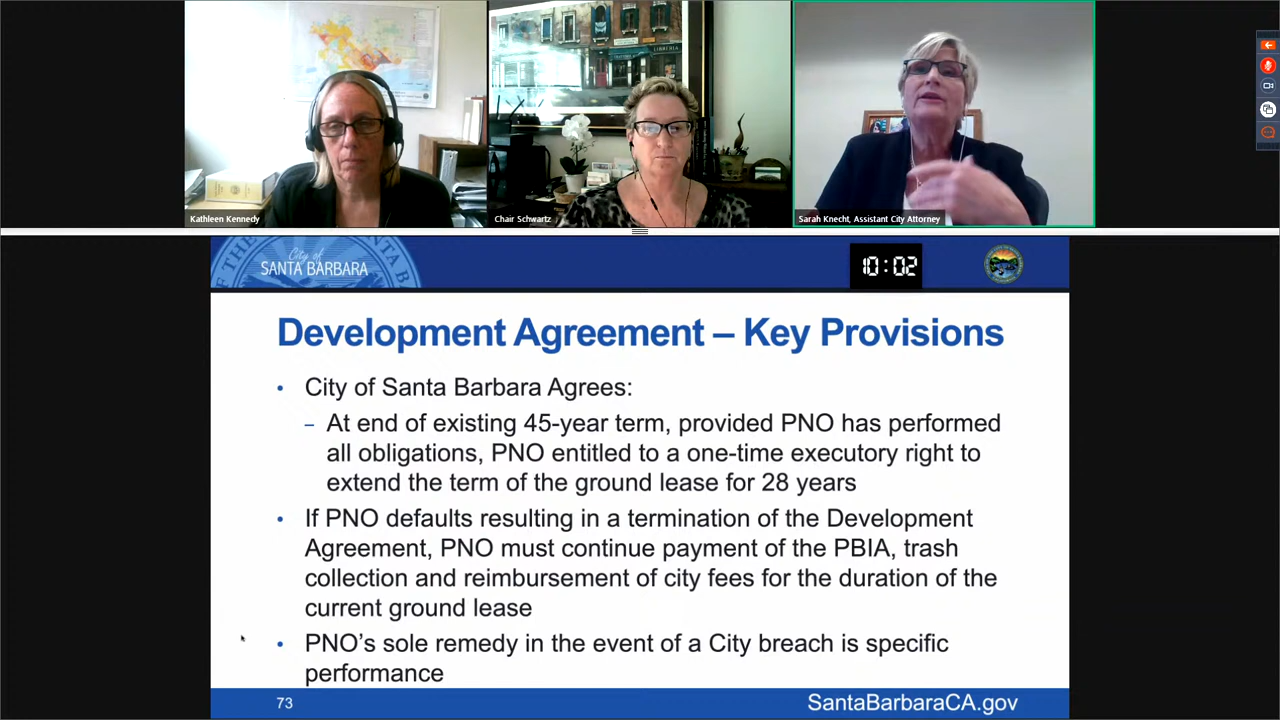 LIBRERIA
Kathleen Kennedy
Chair Schwartz
Sarah Knecht, Assistant City Attorney
City of
SANTA BARBARA
10:02
Development Agreement – Key Provisions
• City of Santa Barbara Agrees:
– At end of existing 45-year term, provided PNO has performed
all obligations, PNO entitled to a one-time executory right to
extend the term of the ground lease for 28 years
• If PNO defaults resulting in a termination of the Development
Agreement, PNO must continue payment of the PBIA, trash
collection and reimbursement of city fees for the duration of the
current ground lease
• PNO’s sole remedy in the event of a City breach is specific
performance
73
SantaBarbaraCA.gov